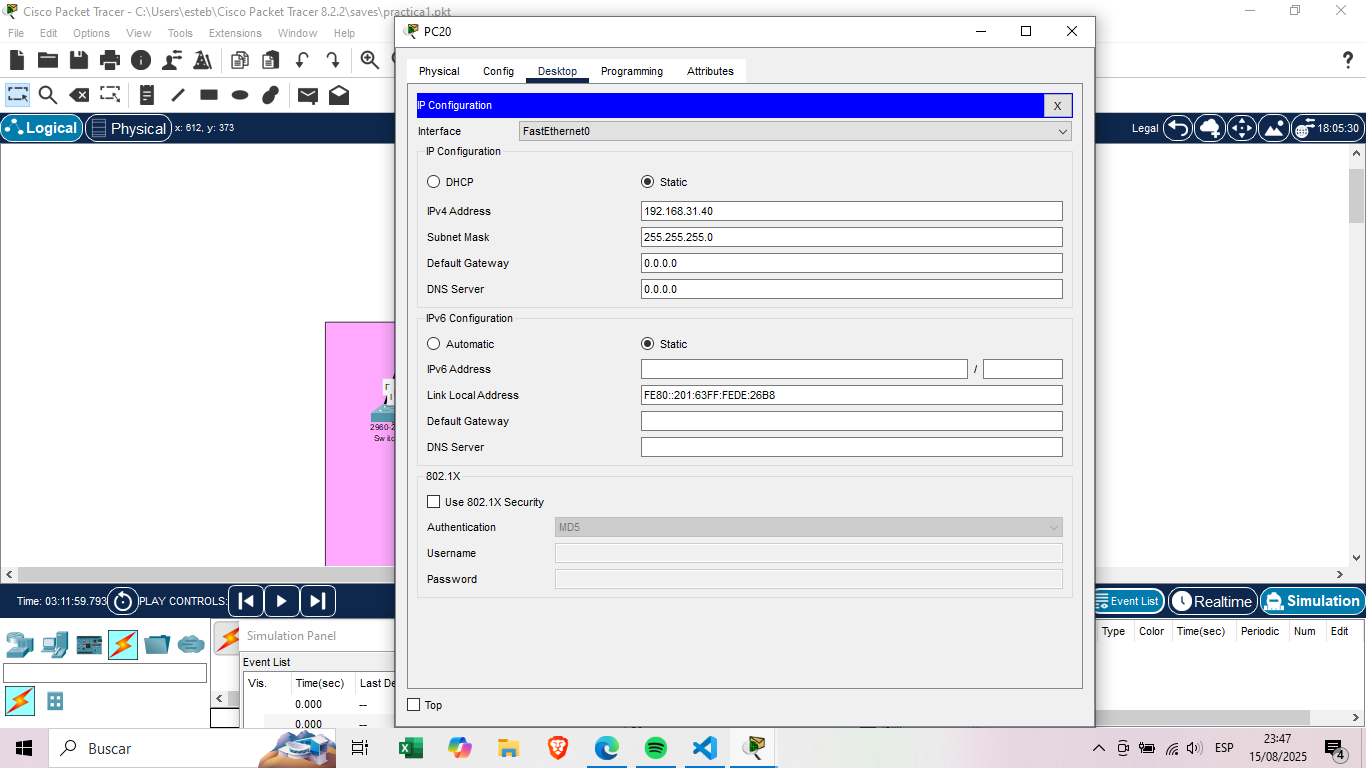 Cisco Packet Tracer - C:\Users\esteb\Cisco Packet Tracer 8.2.2\saves\practica1.pkt
File Edit Options View Tools Extensions Window Help
PC20
Physical Config Desktop Programming Attributes
IP Configuration X
Logical Physical x: 612, y: 373
Legal 18:05:30
Interface FastEthernet0
IP Configuration
DHCP Static
IPv4 Address 192.168.31.40
Subnet Mask 255.255.255.0
Default Gateway 0.0.0.0
DNS Server 0.0.0.0
IPv6 Configuration
Automatic Static
IPv6 Address /
Link Local Address FE80::201:63FF:FEDE:26B8
Default Gateway
DNS Server
802.1X
Use 802.1X Security
Authentication MD5
Username
Password
Top
Time: 03:11:59.793 PLAY CONTROLS:
Event List Realtime Simulation
Simulation Panel
Event List
Vis. Time(sec) Last De
0.000 --
0.000 --
Type Color Time(sec) Periodic Num Edit
Buscar
ESP
23:47
15/08/2025
4